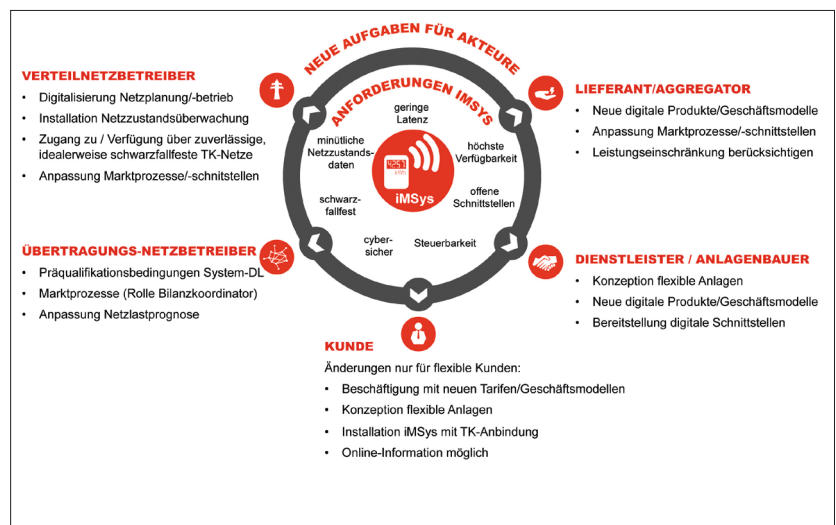 NEUE AUFGABEN FÜR AKTEURE
ANFORDERUNGEN IMSYS
geringe
Latenz
minütliche
Netzzustands-
daten
höchste
Verfügbarkeit
iMSys
offene
Schnittstellen
schwarz-
fallfest
cyber-
sicher
Steuerbarkeit
VERTEILNETZBETREIBER
• Digitalisierung Netzplanung/-betrieb
• Installation Netzzustandsüberwachung
• Zugang zu / Verfügung über zuverlässige,
idealerweise schwarzfallfeste TK-Netze
• Anpassung Marktprozesse/-schnitstellen
LIEFERANT/AGGREGATOR
• Neue digitale Produkte/Geschäftsmodelle
• Anpassung Marktprozesse/-schnittstellen
• Leistungseinschränkung berücksichtigen
ÜBERTRAGUNGS-NETZBETREIBER
• Präqualifikationsbedingungen System-DL
• Marktprozesse (Rolle Bilanzkoordinator)
• Anpassung Netzlastprognose
DIENSTLEISTER / ANLAGENBAUER
• Konzeption flexible Anlagen
• Neue digitale Produkte/Geschäftsmodelle
• Bereitstellung digitale Schnittstellen
KUNDE
Änderungen nur für flexible Kunden:
• Beschäftigung mit neuen Tarifen/Geschäftsmodellen
• Konzeption flexible Anlagen
• Installation iMSys mit TK-Anbindung
• Online-Information möglich